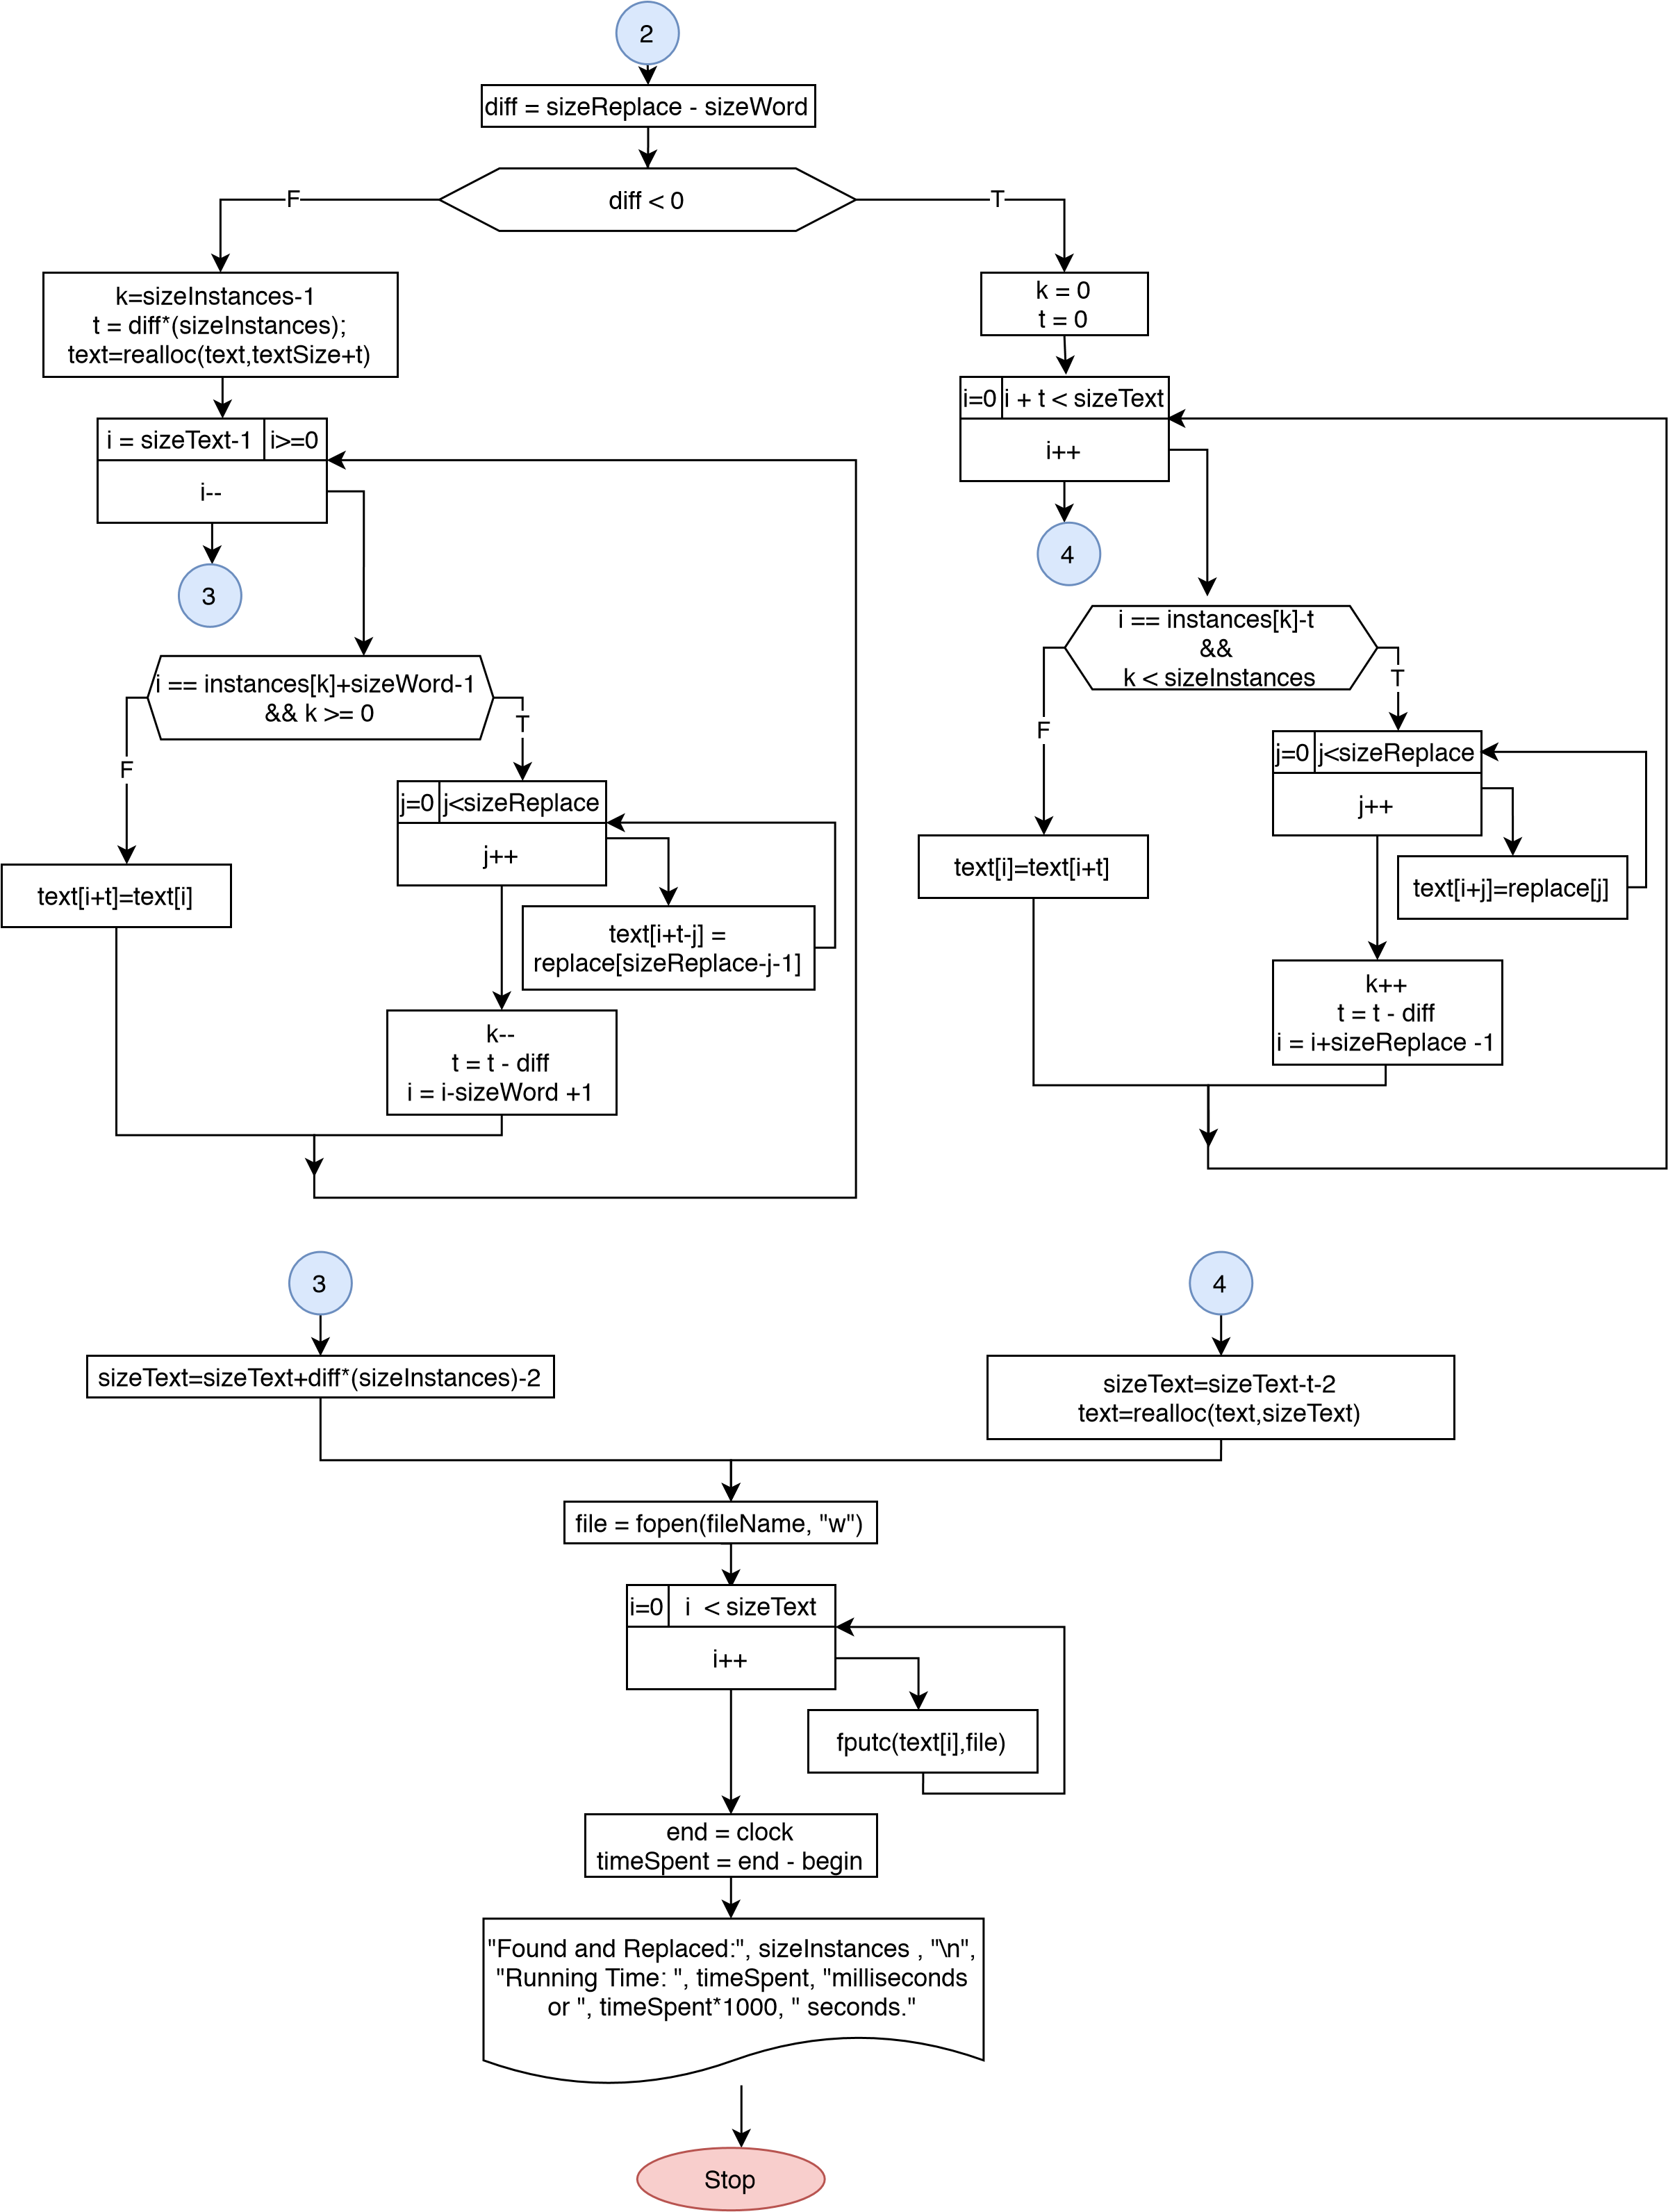 2
diff = sizeReplace - sizeWord
diff < 0
F
T
k=sizeInstances-1
t = diff*(sizeInstances);
text=realloc(text,textSize+t)
k = 0
t = 0
i = sizeText-1
i>=0
i--
3
i=0
i + t < sizeText
i++
4
i == instances[k]+sizeWord-1
&& k >= 0
F
T
j=0
j<sizeReplace
j++
text[i+t]=text[i]
text[i+t-j] =
replace[sizeReplace-j-1]
k--
t = t - diff
i = i-sizeWord +1
i == instances[k]-t
&&
k < sizeInstances
F
T
j=0
j<sizeReplace
j++
text[i]=text[i+t]
text[i+j]=replace[j]
k++
t = t - diff
i = i+sizeReplace -1
3
sizeText=sizeText+diff*(sizeInstances)-2
4
sizeText=sizeText-t-2
text=realloc(text,sizeText)
file = fopen(fileName, "w")
i=0
i < sizeText
i++
fputc(text[i],file)
end = clock
timeSpent = end - begin
"Found and Replaced:", sizeInstances , "\n",
"Running Time: ", timeSpent, "milliseconds
or ", timeSpent*1000, " seconds."
Stop